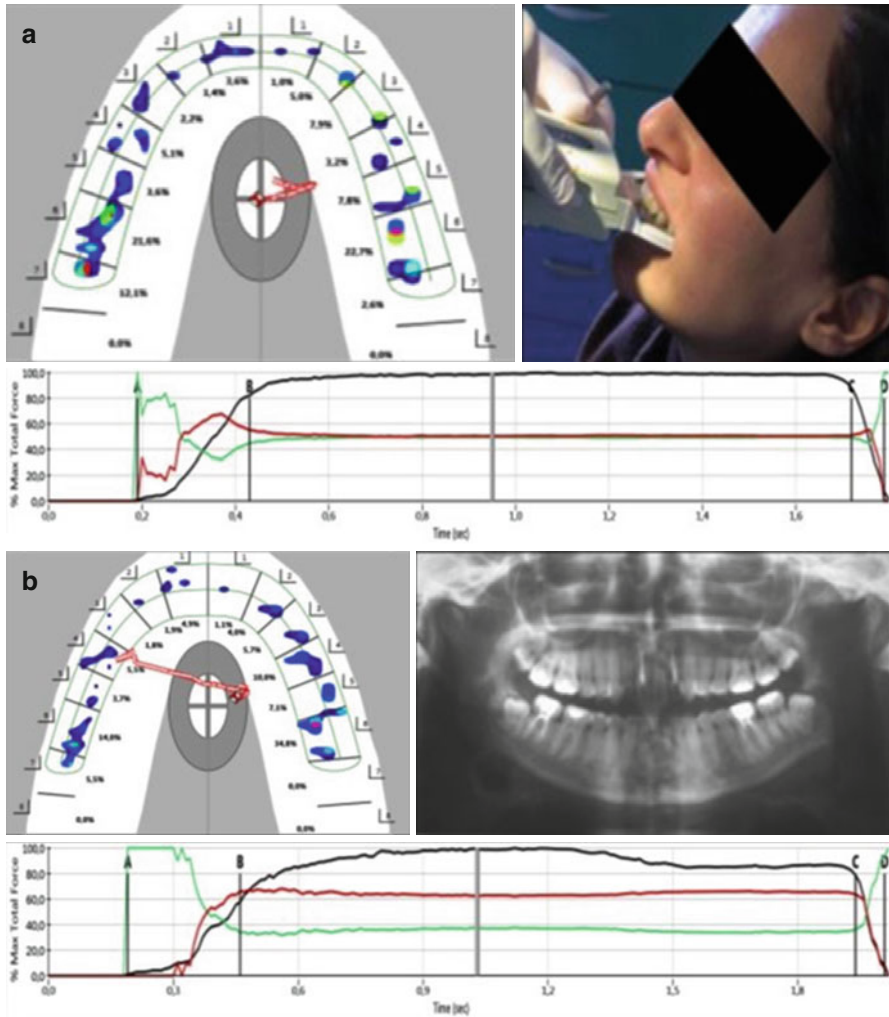 a
1 1
2 2
3,6% 1,0%
3 3
1,4% 5,0%
4 2,2% 7,9% 4
5 5,1% 3,2% 5
3,6% 7,8%
6 6
21,6% 22,7%
7 12,1% 2,6% 7
8 8
0,0% 0,0%
% Max Total Force
100,0 A B C D
80,0
60,0
40,0
20,0
0,0
0,0 0,2 0,4 0,6 0,8 1,0 1,2 1,4 1,6
Time (sec)
b
1 1
2 2
4,9% 1,1%
1,9% 4,0%
4 1,8% 5,7% 4
5,5% 10,0%
3,7% 7,1% 5
14,0% 34,8% 6
7 5,5% 0,0% 7
8 0,0% 0,0% 8
% Max Total Force
100,0 A B C D
80,0
60,0
40,0
20,0
0,0
0,0 0,3 0,6 0,9 1,2 1,5 1,8
Time (sec)